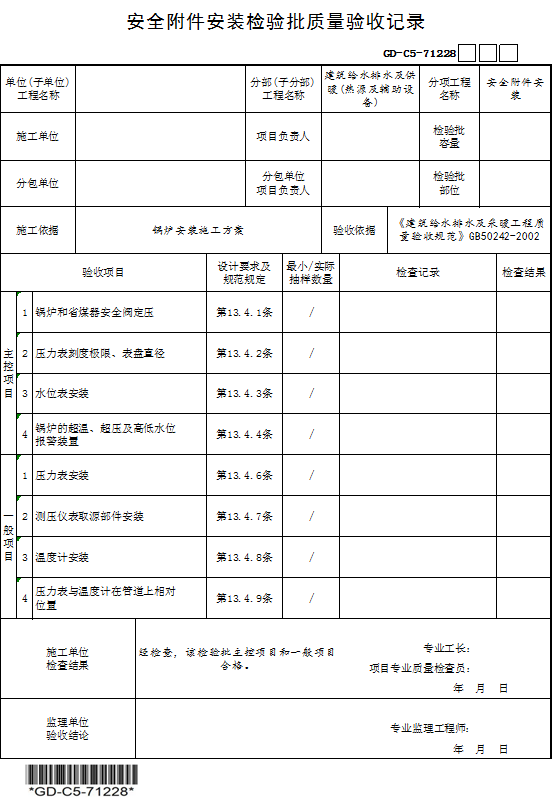 安全附件安装检验批质量验收记录
GD-C5-71228
单位(子单位)
工程名称
分部(子分部)
工程名称
建筑给水排水及供
暖(热源及辅助设
备)
分项工程
名称
安全附件安
装
施工单位
项目负责人
检验批
容量
分包单位
分包单位
项目负责人
检验批
部位
施工依据
锅炉安装施工方案
验收依据
《建筑给水排水及采暖工程质
量验收规范》GB50242-2002
验收项目
设计要求及
规范规定
最小/实际
抽样数量
检查记录
检查结果
主控项目
1 锅炉和省煤器安全阀定压 第13.4.1条 /
2 压力表刻度极限、表盘直径 第13.4.2条 /
3 水位表安装 第13.4.3条 /
4 锅炉的超温、超压及高低水位
报警装置 第13.4.4条 /
一般项目
1 压力表安装 第13.4.6条 /
2 测压仪表取源部件安装 第13.4.7条 /
3 温度计安装 第13.4.8条 /
4 压力表与温度计在管道上相对
位置 第13.4.9条 /
施工单位
检查结果
经检查，该检验批主控项目和一般项目
合格。
专业工长：
项目专业质量检查员：
年 月 日
监理单位
验收结论
专业监理工程师：
年 月 日
*GD-C5-71228*